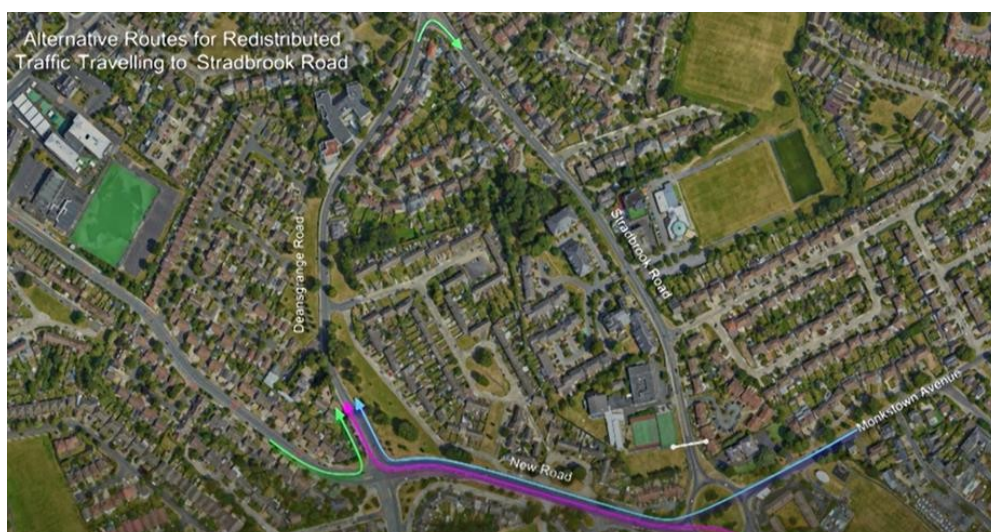 Alternative Routes for Redistributed
Traffic Travelling to Stradbrook Road
Deansgrange Road
Stradbrook Road
Monkstown Avenue
New Road